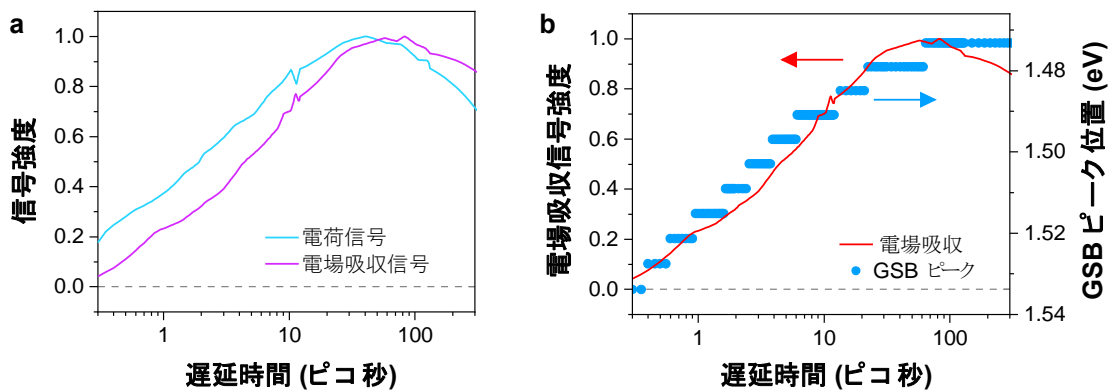 a
信号強度
1.0
0.8
0.6
0.4
0.2
0.0
電荷信号
電場吸収信号
1
10
100
遅延時間 (ピコ秒)
b
電場吸収信号強度
1.0
0.8
0.6
0.4
0.2
0.0
電場吸収
GSB ピーク
1
10
100
遅延時間 (ピコ秒)
1.48
1.50
1.52
1.54
GSB ピーク位置 (eV)